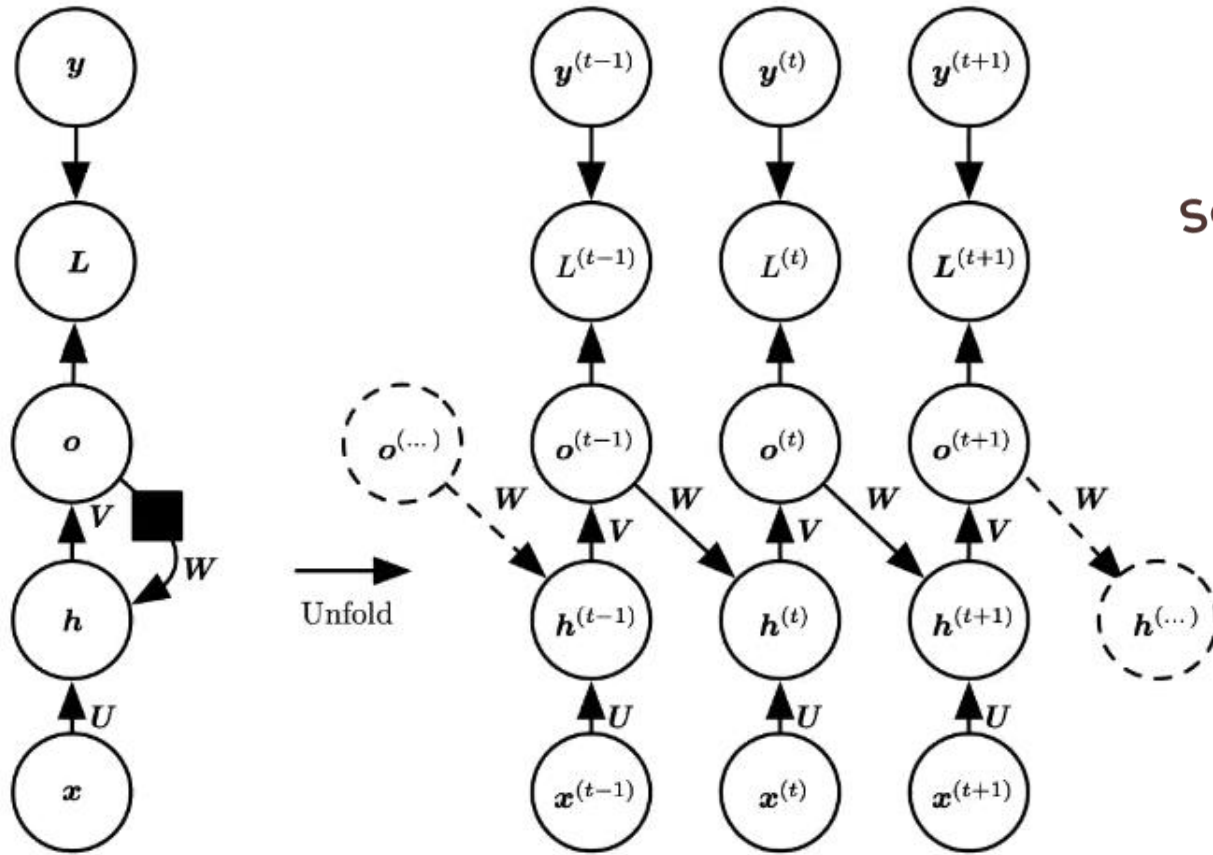 y y^{(t-1)} y^{(t)} y^{(t+1)}
L L^{(t-1)} L^{(t)} L^{(t+1)}
o o^{(...)} o^{(t-1)} o^{(t)} o^{(t+1)}
W W W W
V V V V
W
h h^{(t-1)} h^{(t)} h^{(t+1)} h^{(...)}
Unfold
U U U U
x x^{(t-1)} x^{(t)} x^{(t+1)}